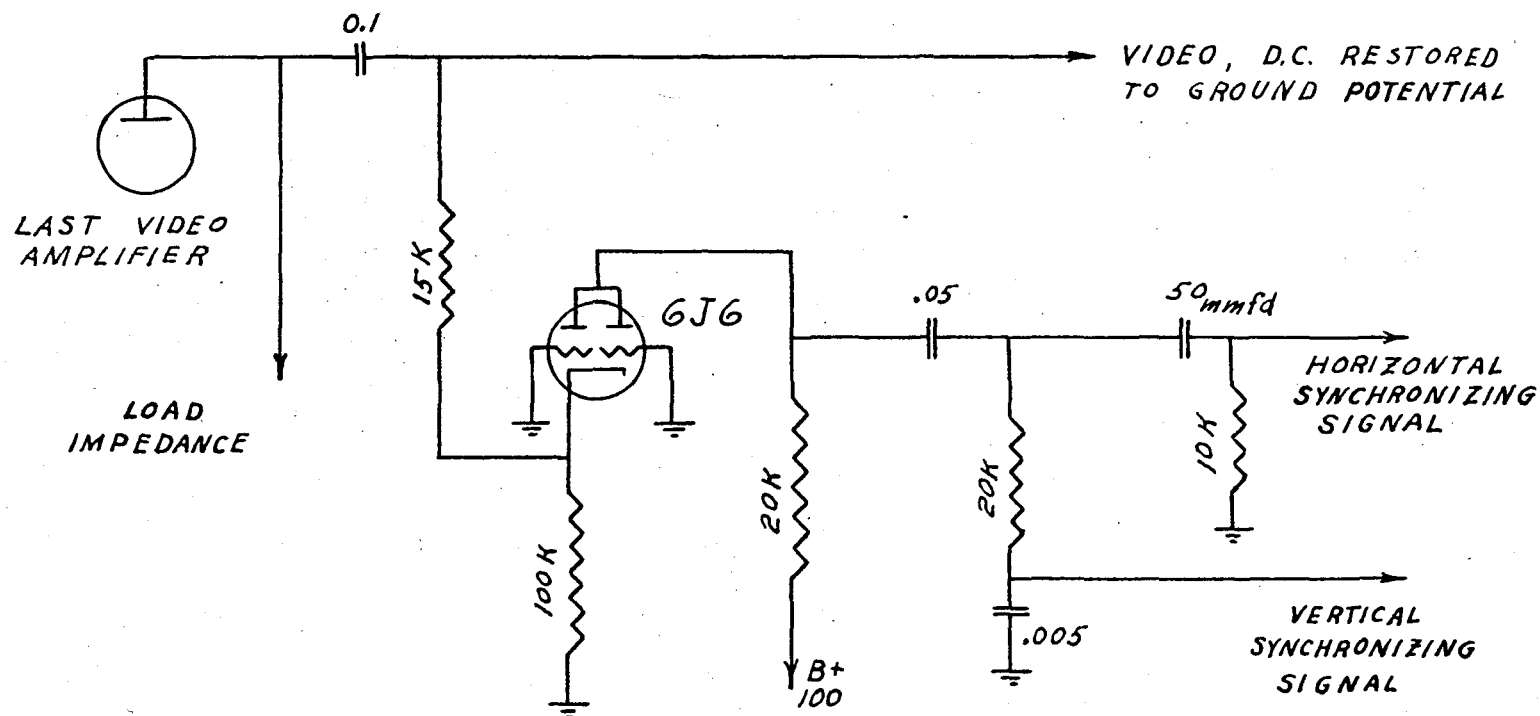 0.1
VIDEO, D.C. RESTORED
TO GROUND POTENTIAL
LAST VIDEO
AMPLIFIER
15K
6J6
.05
50mmfd
LOAD
IMPEDANCE
HORIZONTAL
SYNCHRONIZING
SIGNAL
100K
20K
20K
10K
B+
100
.005
VERTICAL
SYNCHRONIZING
SIGNAL